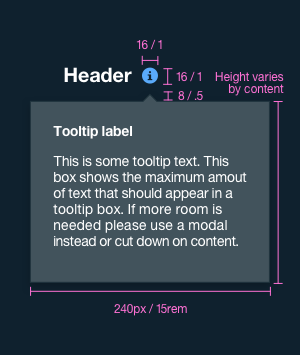 16 / 1
Header i 16 / 1 Height varies
8 / .5 by content
Tooltip label
This is some tooltip text. This
box shows the maximum amout
of text that should appear in a
tooltip box. If more room is
needed please use a modal
instead or cut down on content.
240px / 15rem